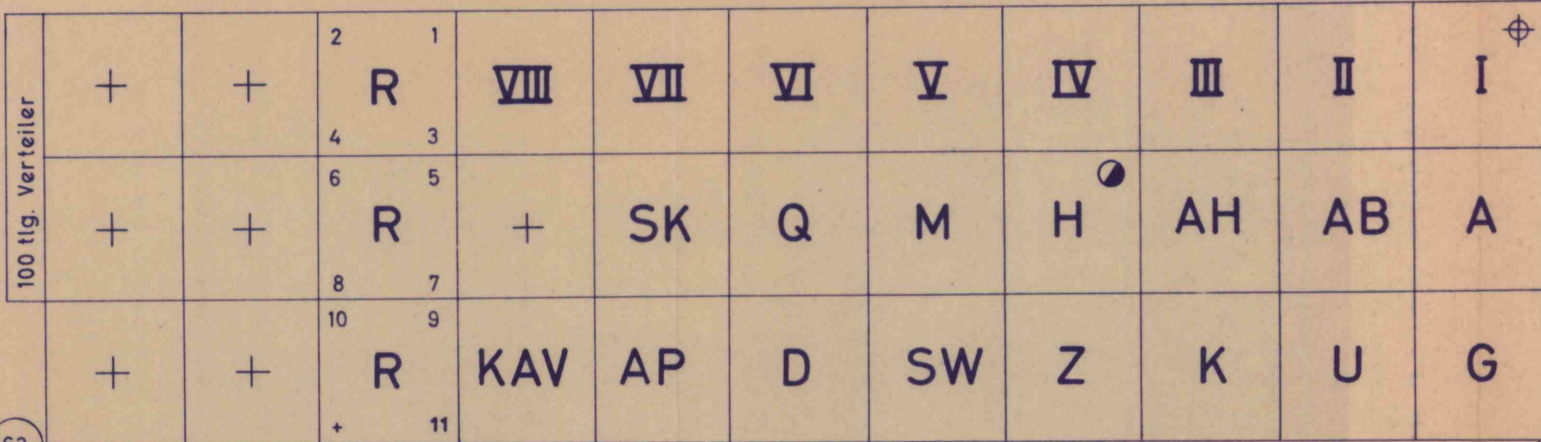 100 tlg. Verteiler
2 1
+ + R VIII VII VI V IV III II I
4 3
6 5
+ + R + SK Q M H AH AB A
8 7
10 9
+ + R KAV AP D SW Z K U G
+ 11